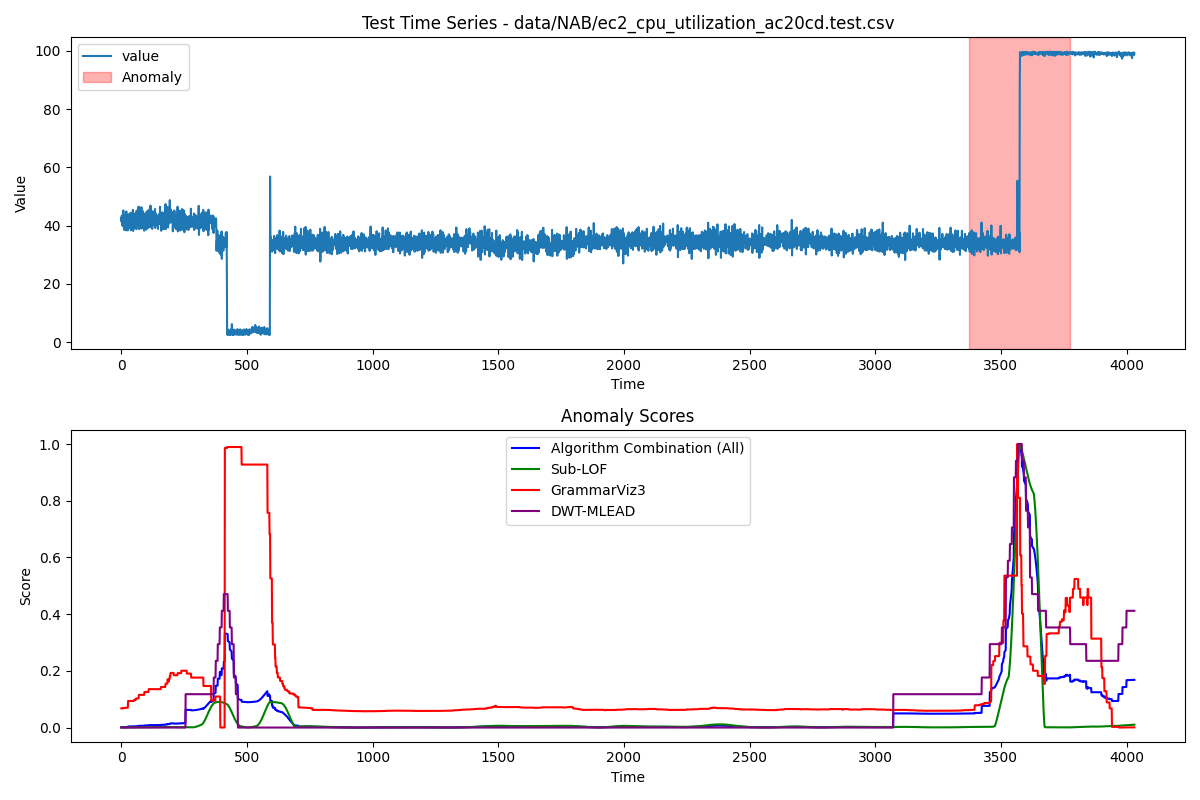 Test Time Series - data/NAB/ec2_cpu_utilization_ac20cd.test.csv
value
Anomaly
Value
100
80
60
40
20
0
0 500 1000 1500 2000 2500 3000 3500 4000
Time
Anomaly Scores
Algorithm Combination (All)
Sub-LOF
GrammarViz3
DWT-MLEAD
Score
1.0
0.8
0.6
0.4
0.2
0.0
0 500 1000 1500 2000 2500 3000 3500 4000
Time